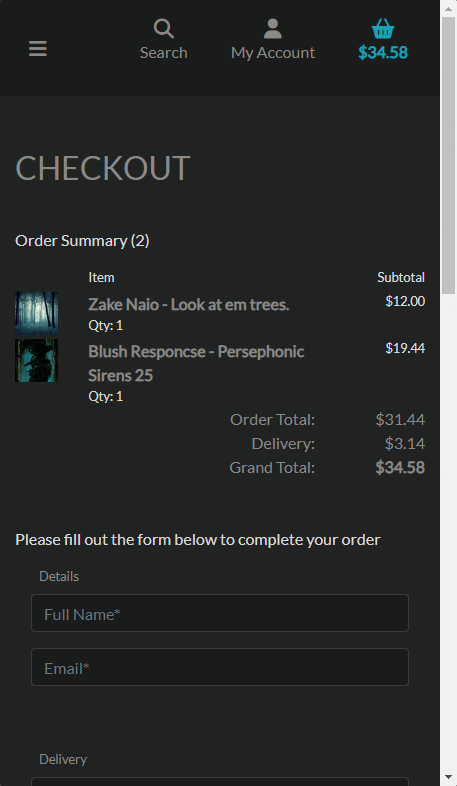 Search
My Account
$34.58
CHECKOUT
Order Summary (2)
Item Subtotal
Zake Naio - Look at em trees. $12.00
Qty: 1
Blush Responcse - Persephonic $19.44
Sirens 25
Qty: 1
Order Total: $31.44
Delivery: $3.14
Grand Total: $34.58
Please fill out the form below to complete your order
Details
Full Name*
Email*
Delivery